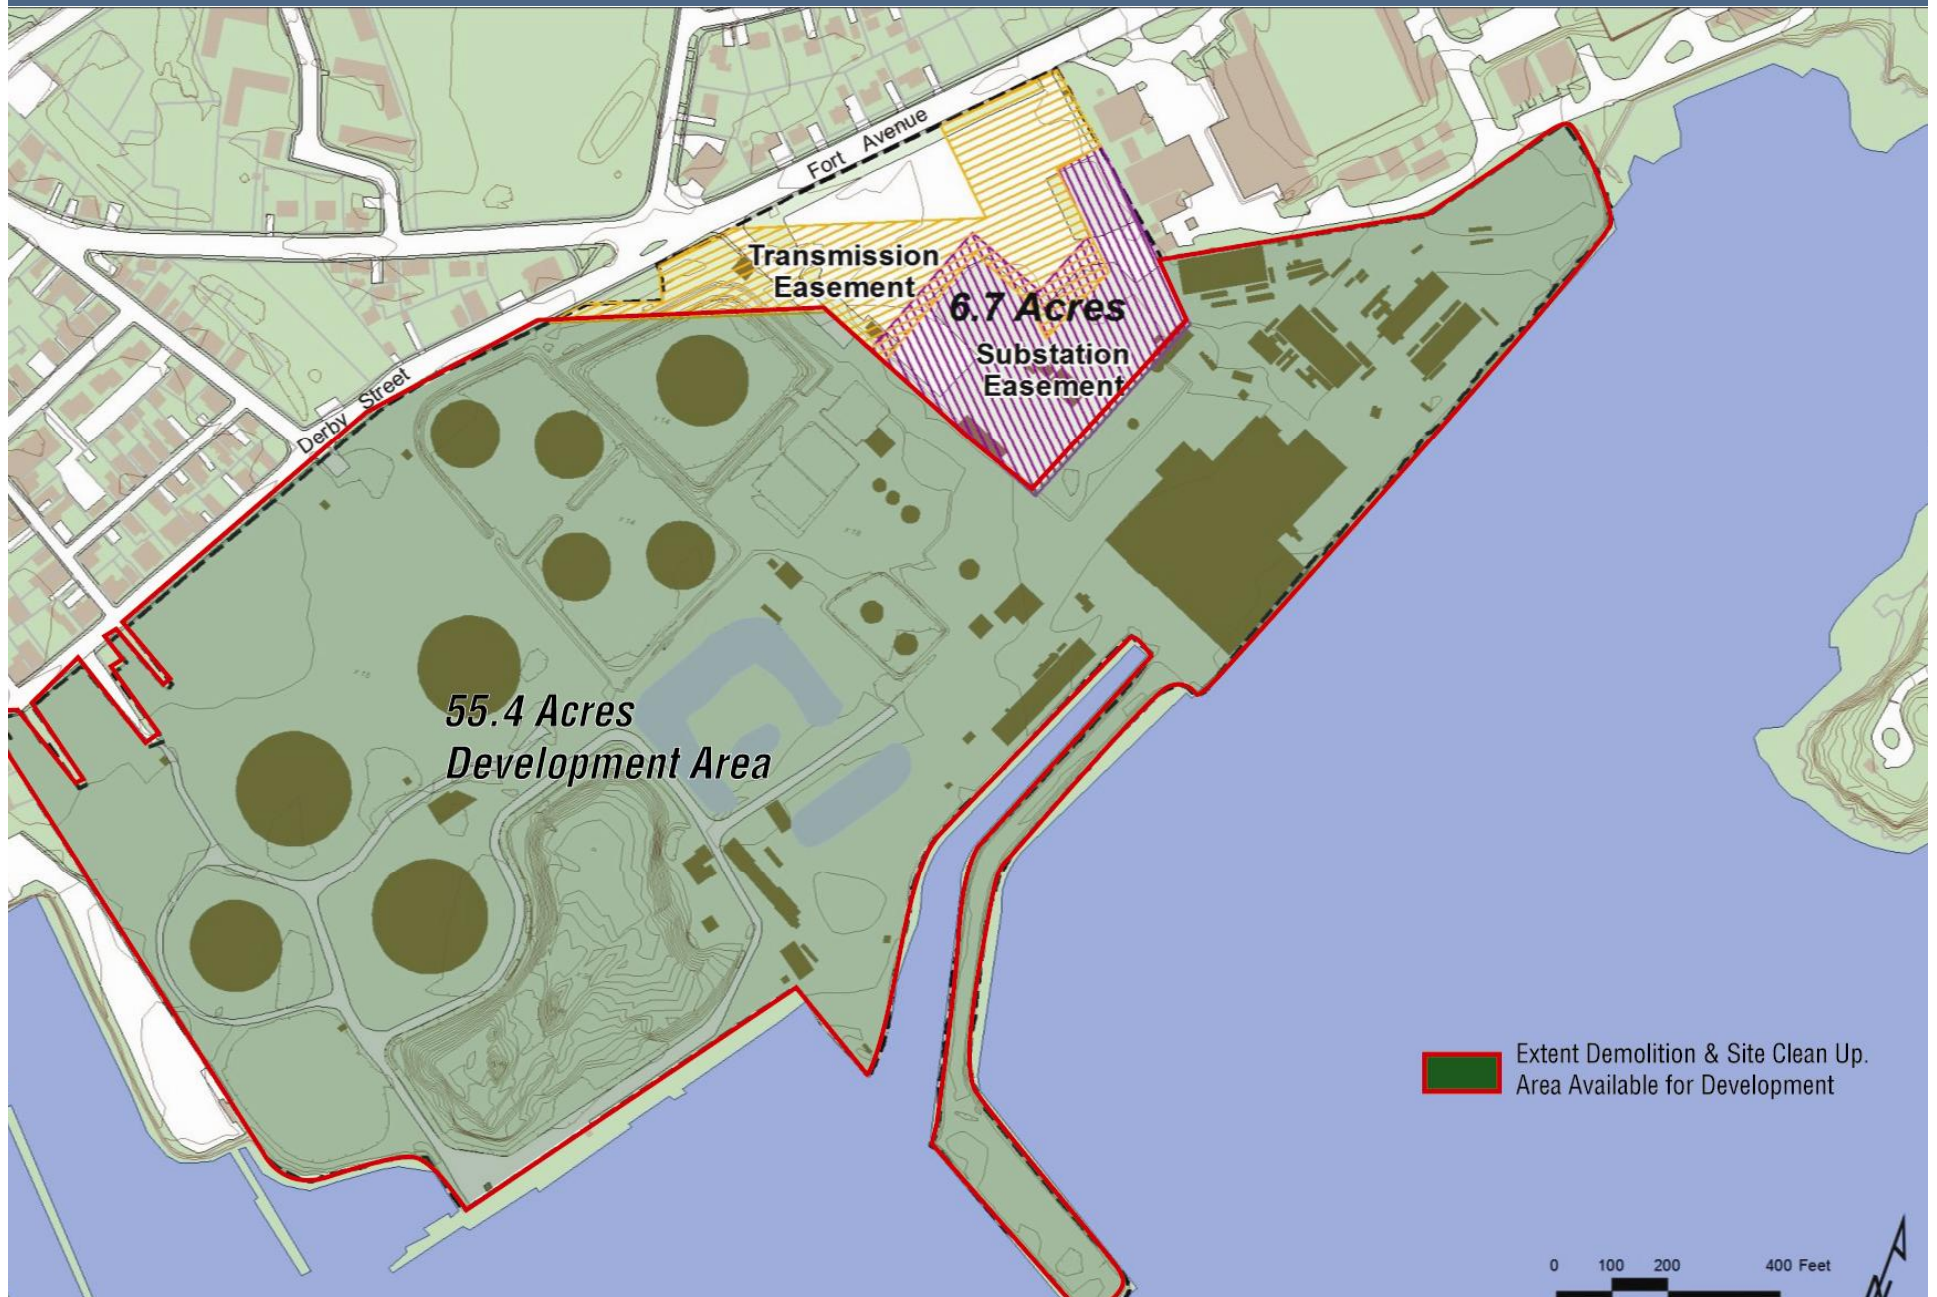 Fort Avenue
Transmission
Easement
6.7 Acres
Substation
Easement
Derby Street
55.4 Acres
Development Area
Extent Demolition & Site Clean Up.
Area Available for Development
0 100 200 400 Feet